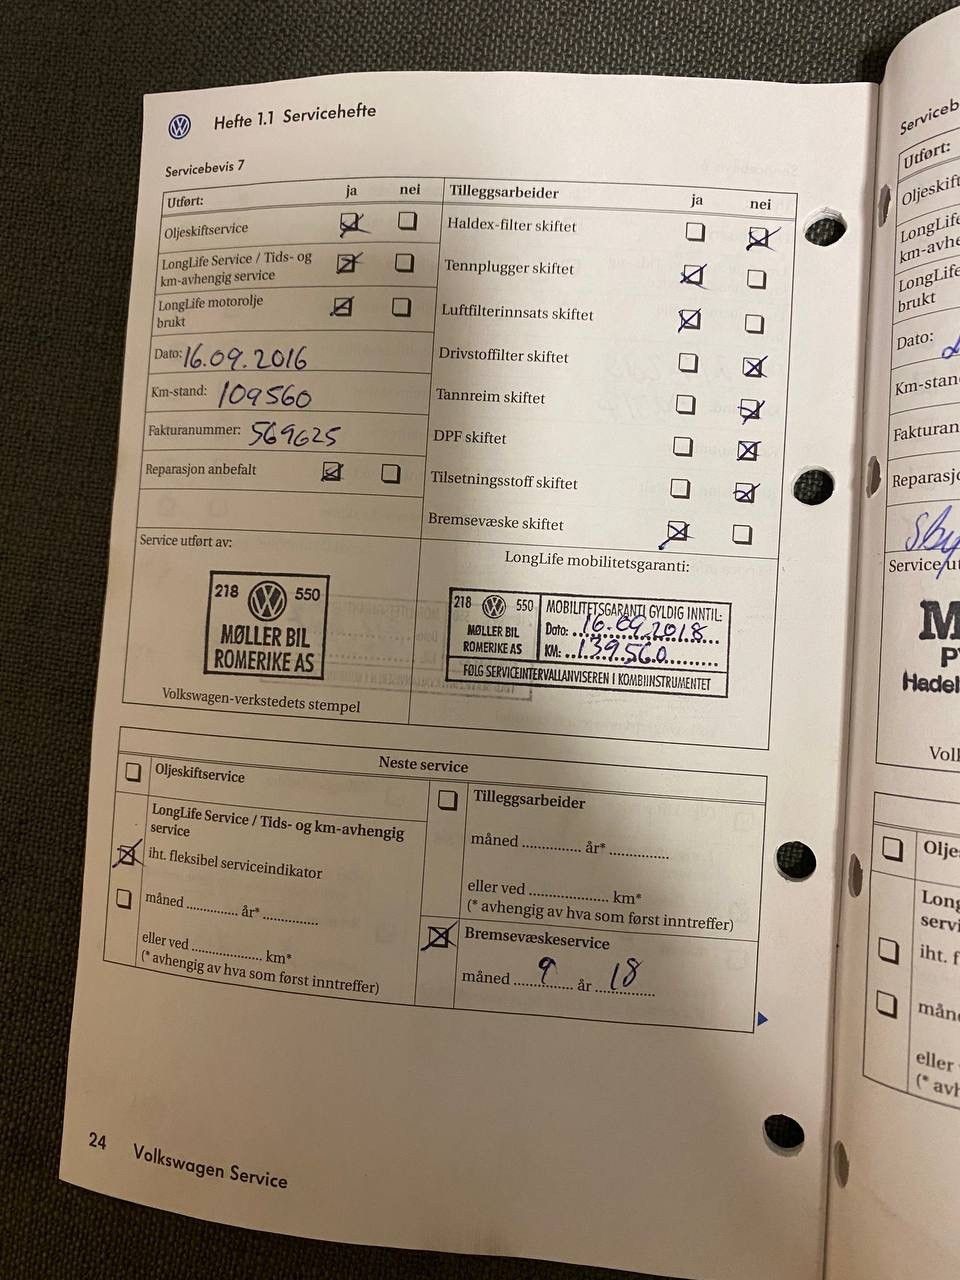 Hefte 1.1 Servicehefte
Servicebevis 7
Utført:
ja nei
Oljeskiftservice
LongLife Service / Tids- og
km-avhengig service
LongLife motorolje
brukt
Dato: 16.09.2016
Km-stand: 109560
Fakturanummer: 569625
Reparasjon anbefalt
Tilleggsarbeider
ja nei
Haldex-filter skiftet
Tennplugger skiftet
Luftfilterinnsats skiftet
Drivstoffilter skiftet
Tannreim skiftet
DPF skiftet
Tilsetningsstoff skiftet
Bremsevæske skiftet
Service utført av:
218 550
MØLLER BIL
ROMERIKE AS
Volkswagen-verkstedets stempel
LongLife mobilitetsgaranti:
218 550
MØLLER BIL
ROMERIKE AS
MOBILITETSGARANTI GYLDIG INNTIL:
Dato: 16.09.2018
KM: 139560
FØLG SERVICEINTERVALLANVISEREN I KOMBIINSTRUMENTET
Neste service
Oljeskiftservice
LongLife Service / Tids- og km-avhengig
service
iht. fleksibel serviceindikator
måned .............. år* ...............
eller ved ................... km*
(* avhengig av hva som først inntreffer)
Tilleggsarbeider
måned ............... år* ...............
eller ved .................... km*
(* avhengig av hva som først inntreffer)
Bremsevæskeservice
måned 9 år 18
24 Volkswagen Service
Serviceb
Utført:
Oljeskift
LongLife
km-avhe
LongLife
brukt
Dato:
Km-stan
Fakturan
Reparasjo
Service ut
M
P
Hadel
Volk
Olje
Long
servi
iht. f
mån
eller
(* avh